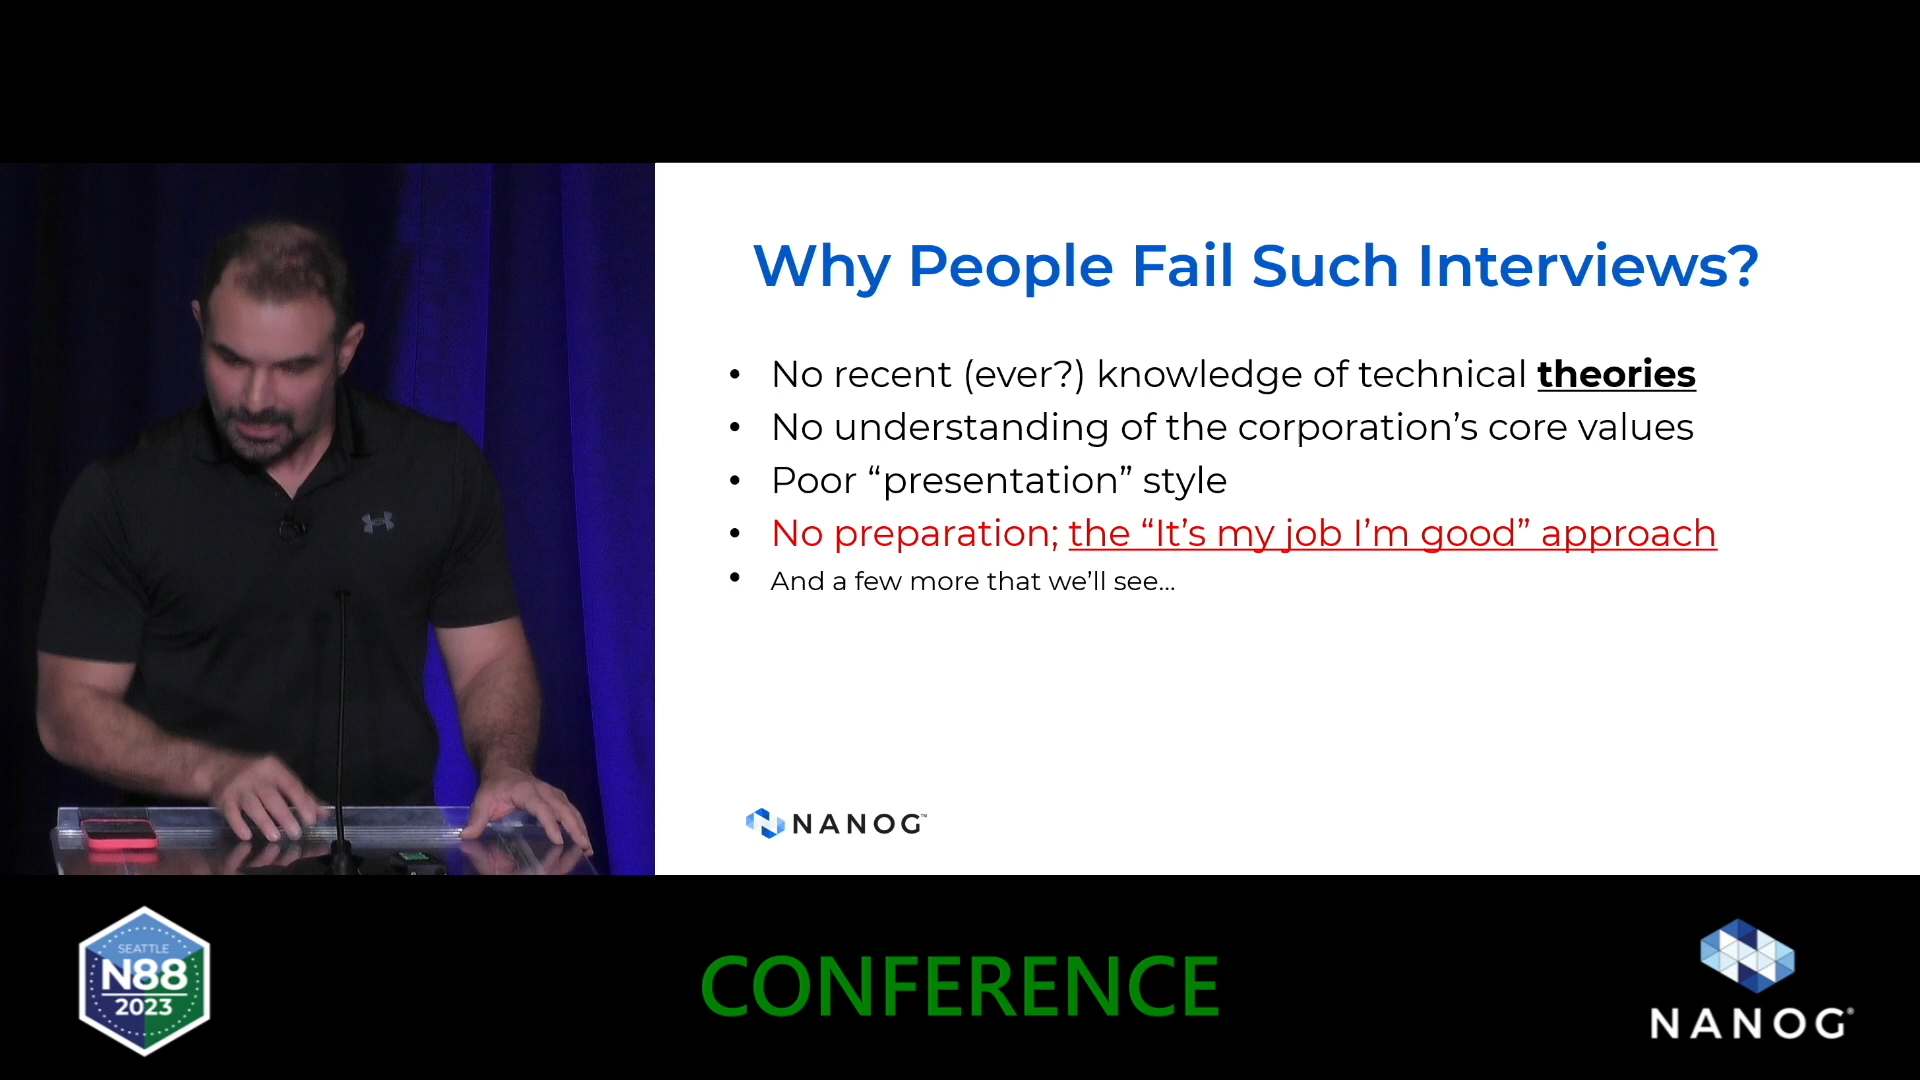 Why People Fail Such Interviews?
• No recent (ever?) knowledge of technical theories
• No understanding of the corporation’s core values
• Poor “presentation” style
• No preparation; the “It’s my job I’m good” approach
• And a few more that we’ll see...
NANOG™
SEATTLE
N88
2023
CONFERENCE
NANOG®